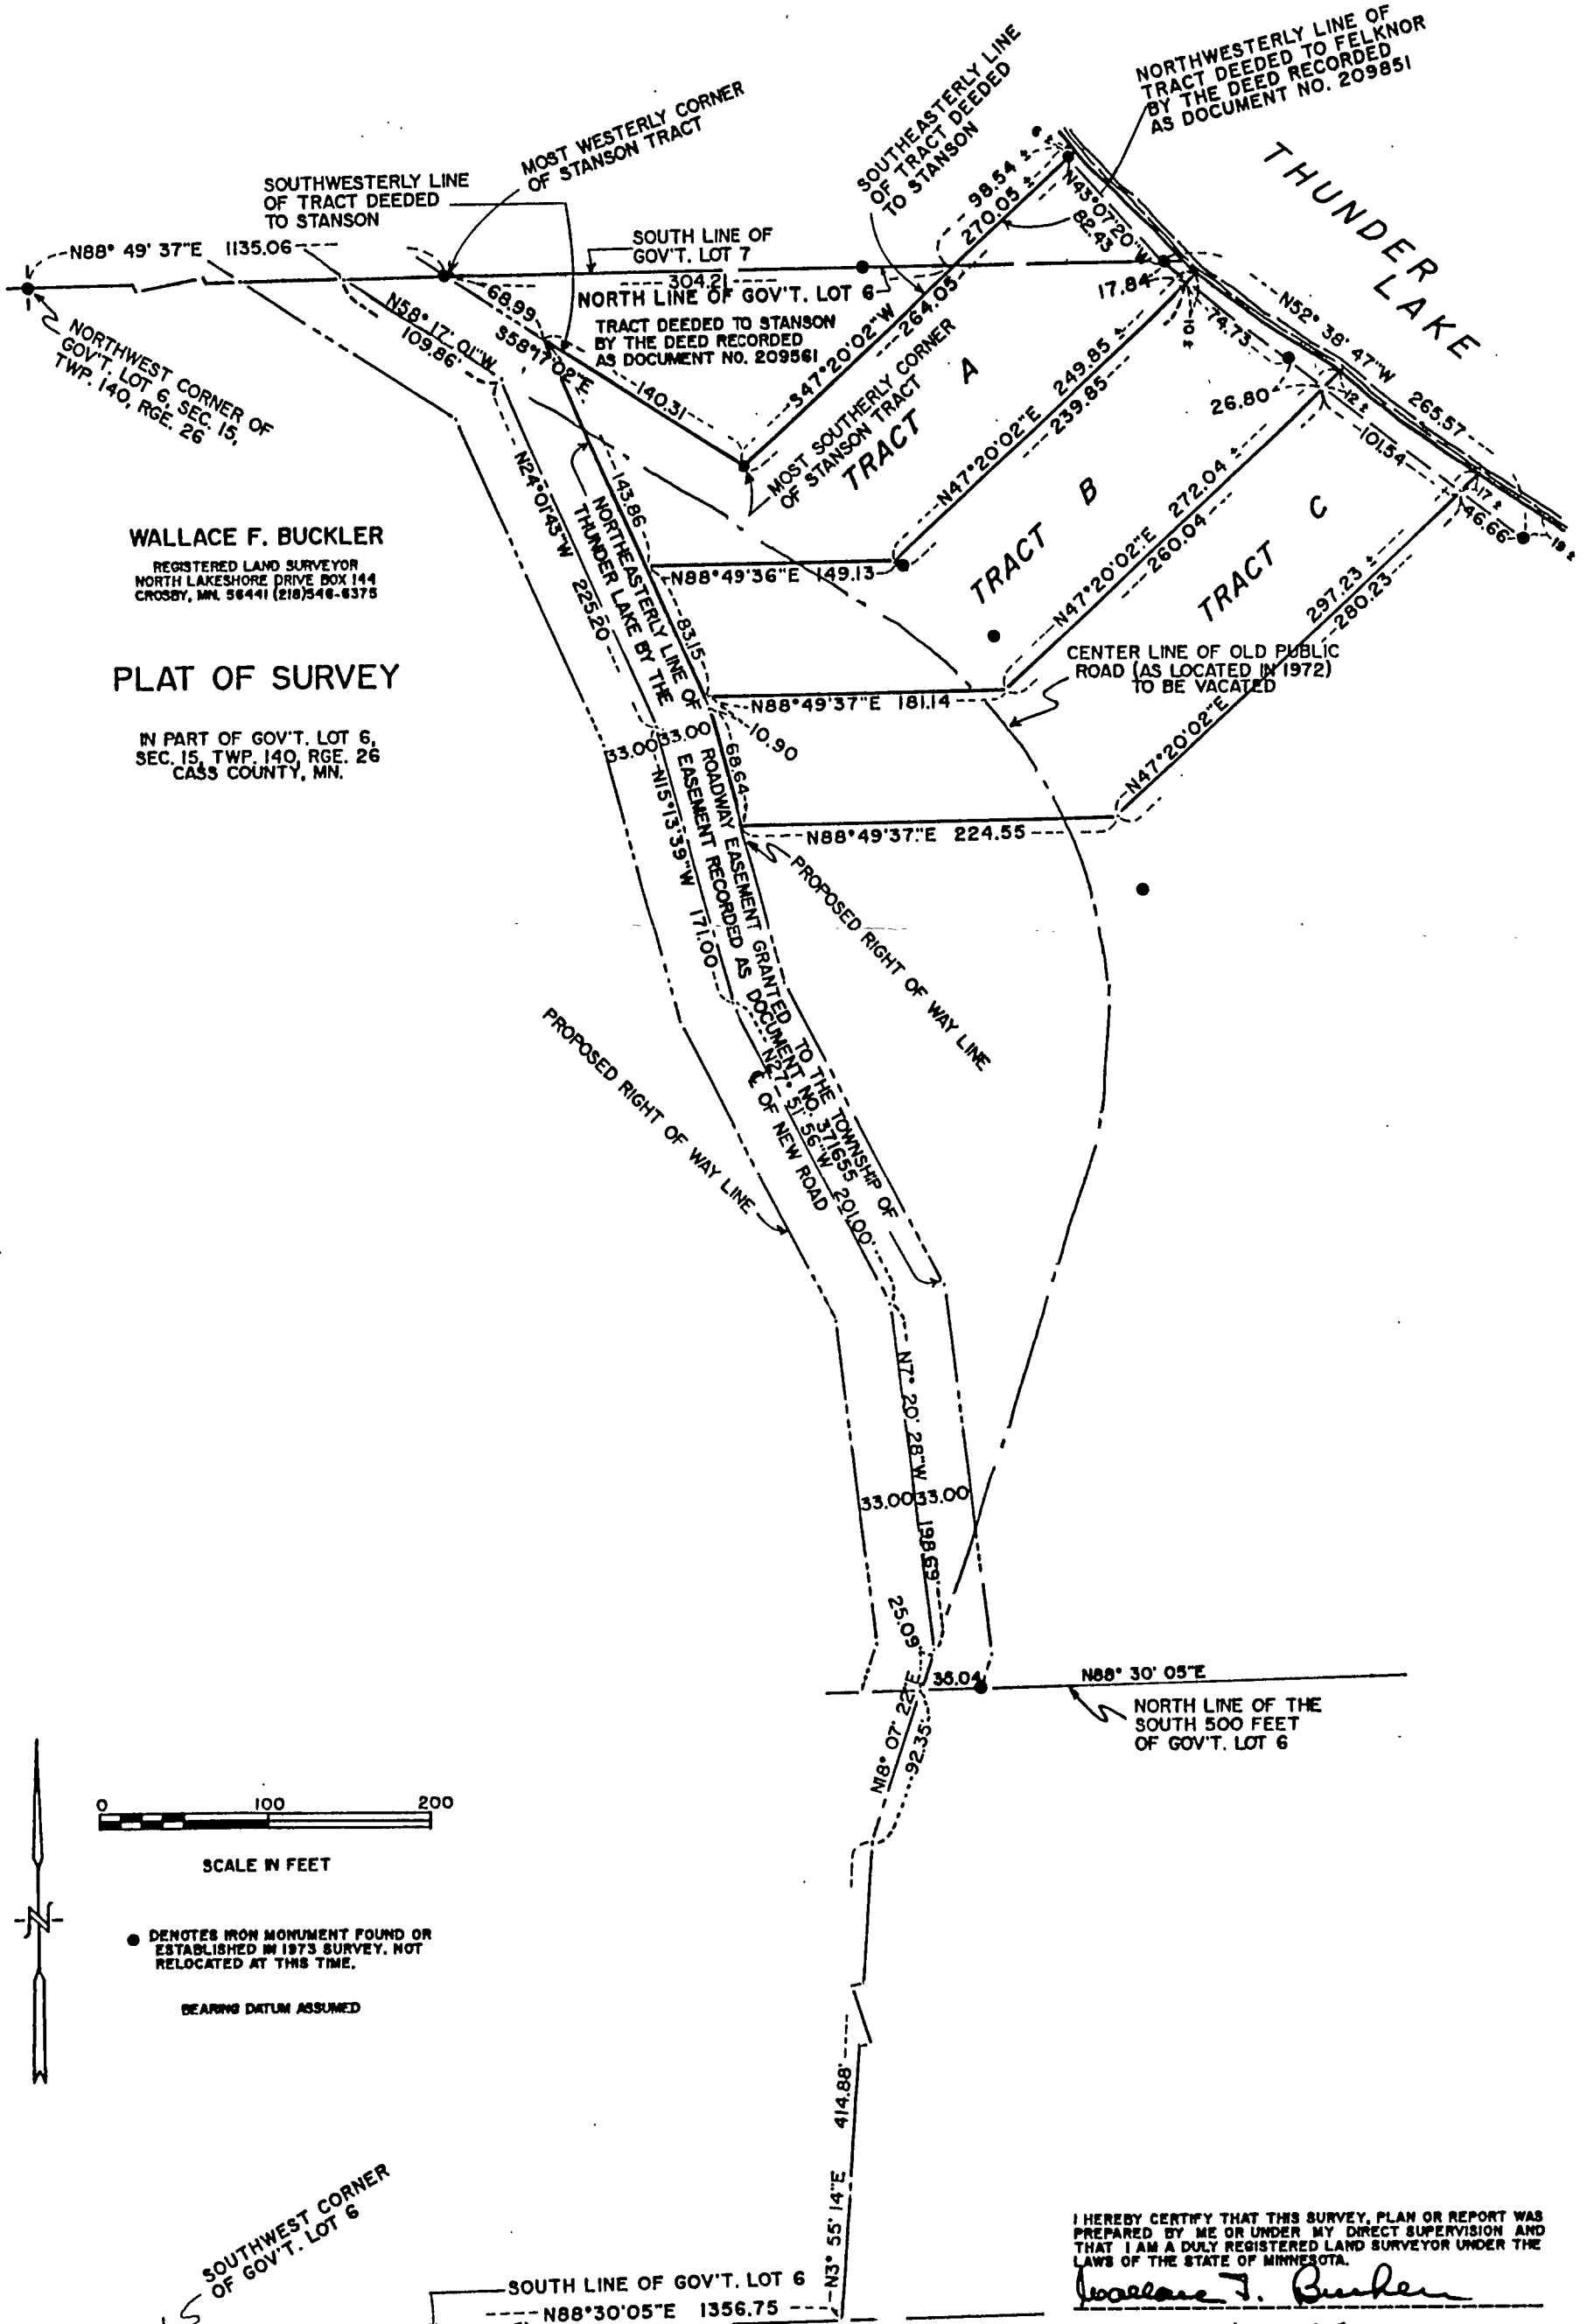 NORTHWESTERLY LINE OF
TRACT DEEDED TO FELKNOR
BY THE DEED RECORDED
AS DOCUMENT NO. 209851
SOUTHEASTERLY LINE
OF TRACT DEEDED
TO STANSON
MOST WESTERLY CORNER
OF STANSON TRACT
SOUTHWESTERLY LINE
OF TRACT DEEDED
TO STANSON
THUNDER
LAKE
N88° 49' 37"E 1135.06
SOUTH LINE OF
GOV'T. LOT 7
304.21
NORTH LINE OF GOV'T. LOT 6
TRACT DEEDED TO STANSON
BY THE DEED RECORDED
AS DOCUMENT NO. 209561
6 ±
98.54 ±
270.05 ±
264.05
S47°20'02"W
N43°07'20"W
82.43
17.84
10 ±
74.73
N52° 38' 47"W 265.57
26.80
12 ±
101.54
17 ±
46.66
19 ±
NORTHWEST CORNER OF
GOV'T. LOT 6, SEC. 15,
TWP. 140, RGE. 26
N58° 17' 01"W
109.86
68.99
S58°17'02"E
140.31
MOST SOUTHERLY CORNER
OF STANSON TRACT
TRACT A
N47°20'02"E 249.85 ±
239.85
TRACT B
N47°20'02"E 272.04 ±
260.04
TRACT C
297.23 ±
280.23
N47°20'02"E
WALLACE F. BUCKLER
REGISTERED LAND SURVEYOR
NORTH LAKESHORE DRIVE BOX 144
CROSBY, MN. 56441 (218)546-6375
PLAT OF SURVEY
IN PART OF GOV'T. LOT 6,
SEC. 15, TWP. 140, RGE. 26
CASS COUNTY, MN.
N24°01'43"W 225.20
143.86
N88°49'36"E 149.13
83.15
N88°49'37"E 181.14
10.90
68.64
N88°49'37"E 224.55
33.00 33.00
N15°13'39"W 171.00
NORTHEASTERLY LINE OF ROADWAY EASEMENT GRANTED TO THE TOWNSHIP OF
THUNDER LAKE BY THE EASEMENT RECORDED AS DOCUMENT NO. 371655
CENTER LINE OF OLD PUBLIC
ROAD (AS LOCATED IN 1972)
TO BE VACATED
PROPOSED RIGHT OF WAY LINE
PROPOSED RIGHT OF WAY LINE
N27° 51' 56"W 201.00'
℄ OF NEW ROAD
N7° 20' 28"W 198.69
33.00 33.00
25.09
N88° 30' 05"E
NORTH LINE OF THE
SOUTH 500 FEET
OF GOV'T. LOT 6
N18° 07' 22"E
92.35'
0 100 200
SCALE IN FEET
N
DENOTES IRON MONUMENT FOUND OR
ESTABLISHED IN 1973 SURVEY. NOT
RELOCATED AT THIS TIME.
BEARING DATUM ASSUMED
N3° 55' 14"E 414.88'
SOUTHWEST CORNER
OF GOV'T. LOT 6
SOUTH LINE OF GOV'T. LOT 6
N88°30'05"E 1356.75
I HEREBY CERTIFY THAT THIS SURVEY, PLAN OR REPORT WAS
PREPARED BY ME OR UNDER MY DIRECT SUPERVISION AND
THAT I AM A DULY REGISTERED LAND SURVEYOR UNDER THE
LAWS OF THE STATE OF MINNESOTA.
Wallace F. Buckler